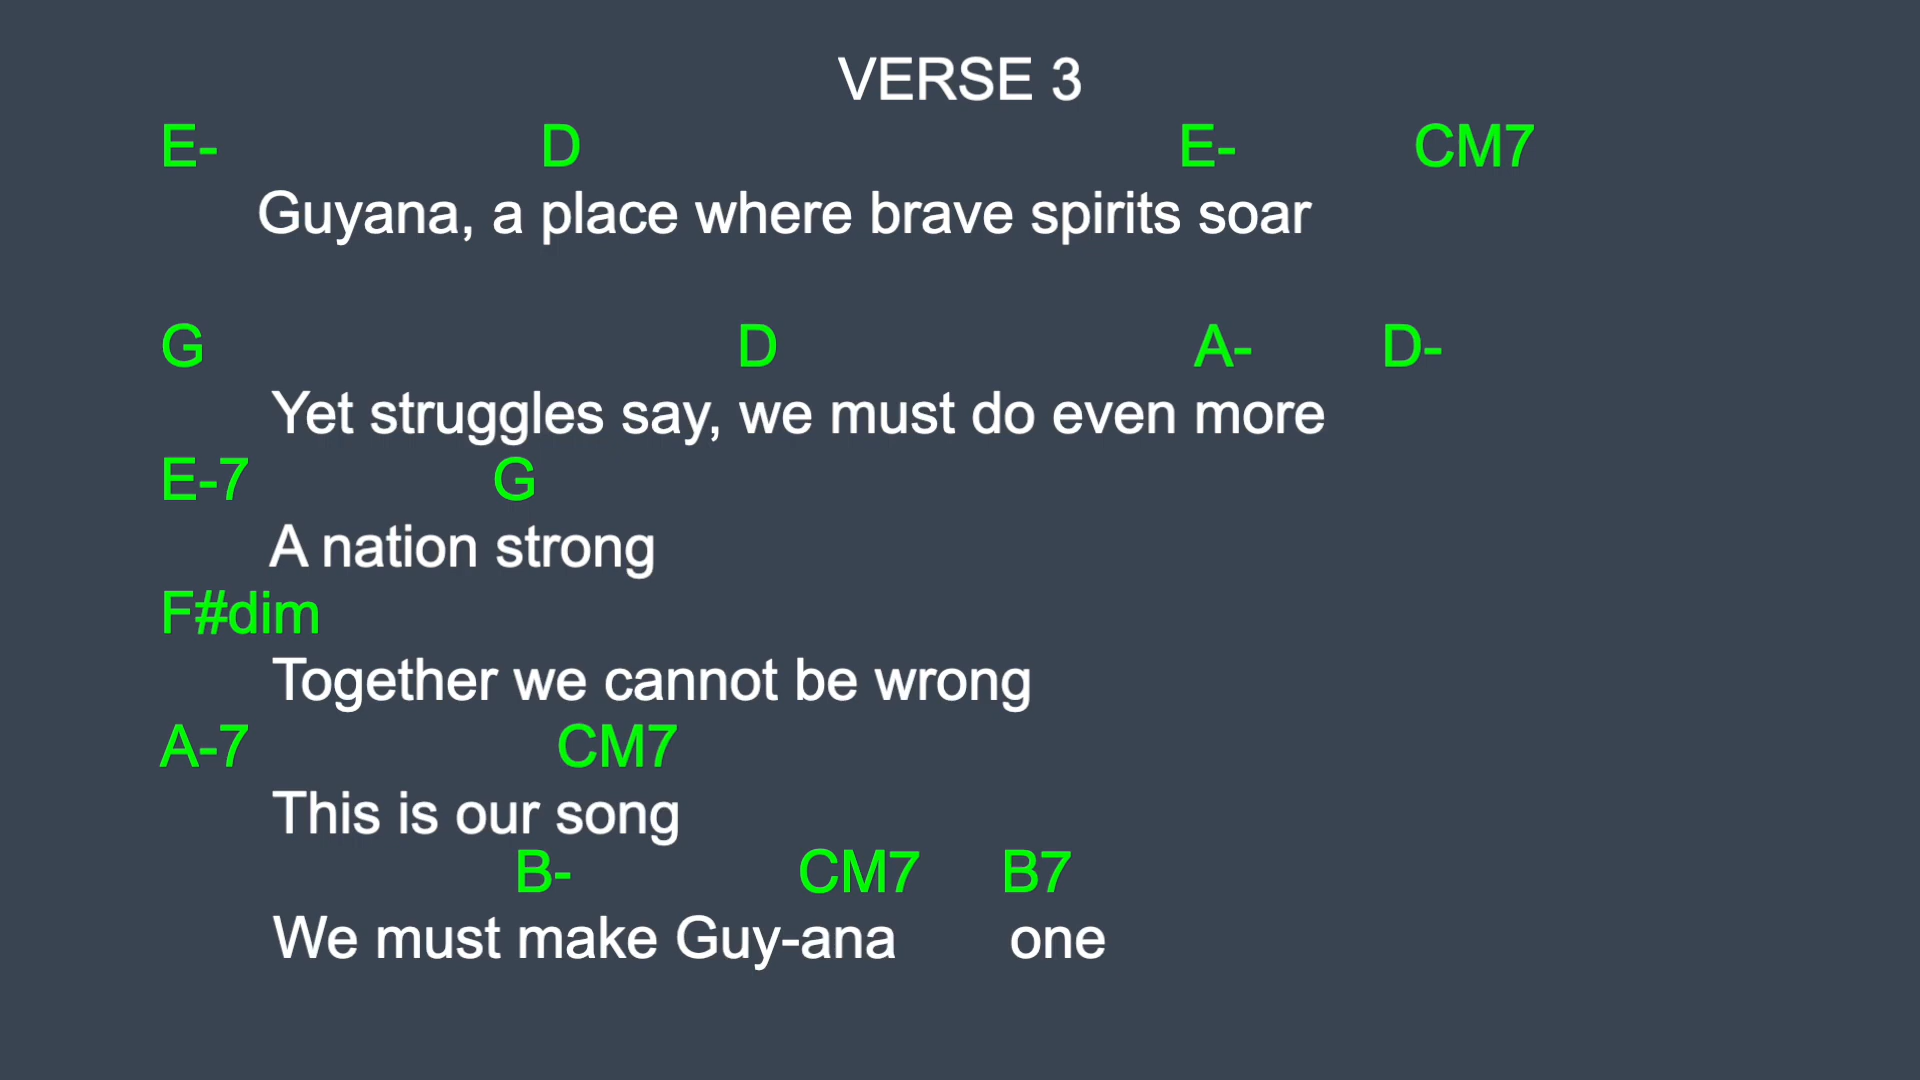 VERSE 3
E- D E- CM7
Guyana, a place where brave spirits soar
G D A- D-
Yet struggles say, we must do even more
E-7 G
A nation strong
F#dim
Together we cannot be wrong
A-7 CM7
This is our song
B- CM7 B7
We must make Guy-ana one